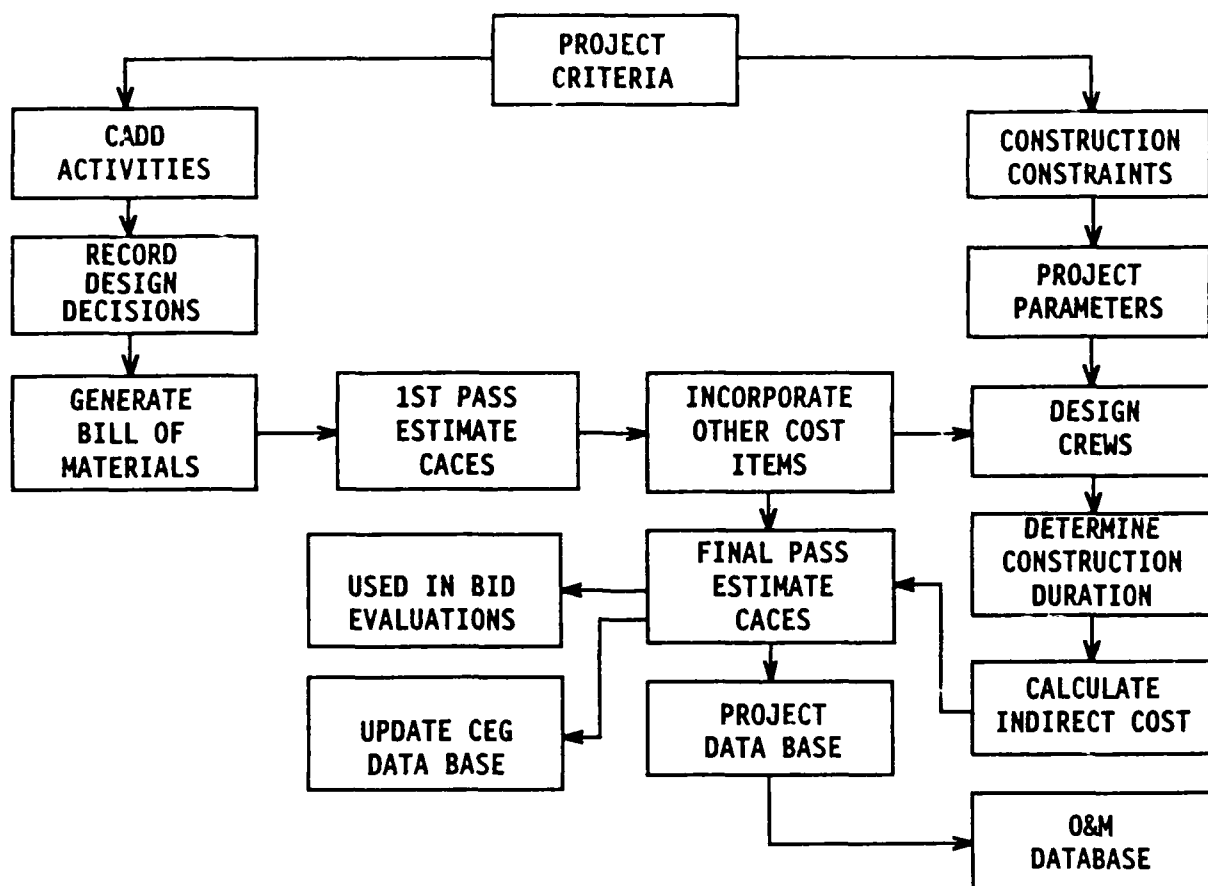 PROJECT
CRITERIA
CADD
ACTIVITIES
CONSTRUCTION
CONSTRAINTS
RECORD
DESIGN
DECISIONS
PROJECT
PARAMETERS
GENERATE
BILL OF
MATERIALS
1ST PASS
ESTIMATE
CACES
INCORPORATE
OTHER COST
ITEMS
DESIGN
CREWS
USED IN BID
EVALUATIONS
FINAL PASS
ESTIMATE
CACES
DETERMINE
CONSTRUCTION
DURATION
UPDATE CEG
DATA BASE
PROJECT
DATA BASE
CALCULATE
INDIRECT COST
O&M
DATABASE